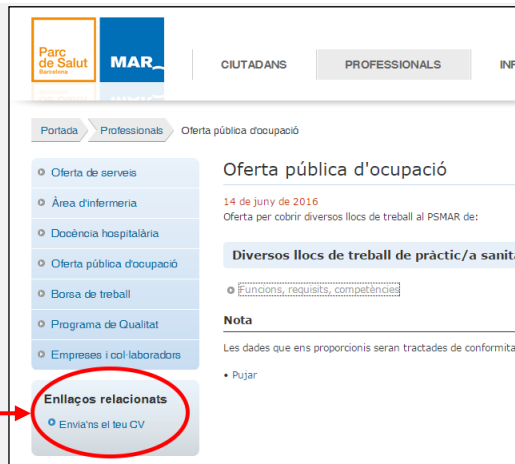 Parc
de Salut
Barcelona
MAR
CIUTADANS
PROFESSIONALS
Portada
Professionals
Oferta pública d'ocupació
Oferta de serveis
Àrea d'infermeria
Docència hospitalària
Oferta pública d'ocupació
Borsa de treball
Programa de Qualitat
Empreses i col·laboradors
Enllaços relacionats
Envia'ns el teu CV
Oferta pública d'ocupació
14 de juny de 2016
Oferta per cobrir diversos llocs de treball al PSMAR de:
Diversos llocs de treball de pràctic/a
Funcions, requisits, competències
Nota
Les dades que ens proporcionis seran tractades de
• Pujar